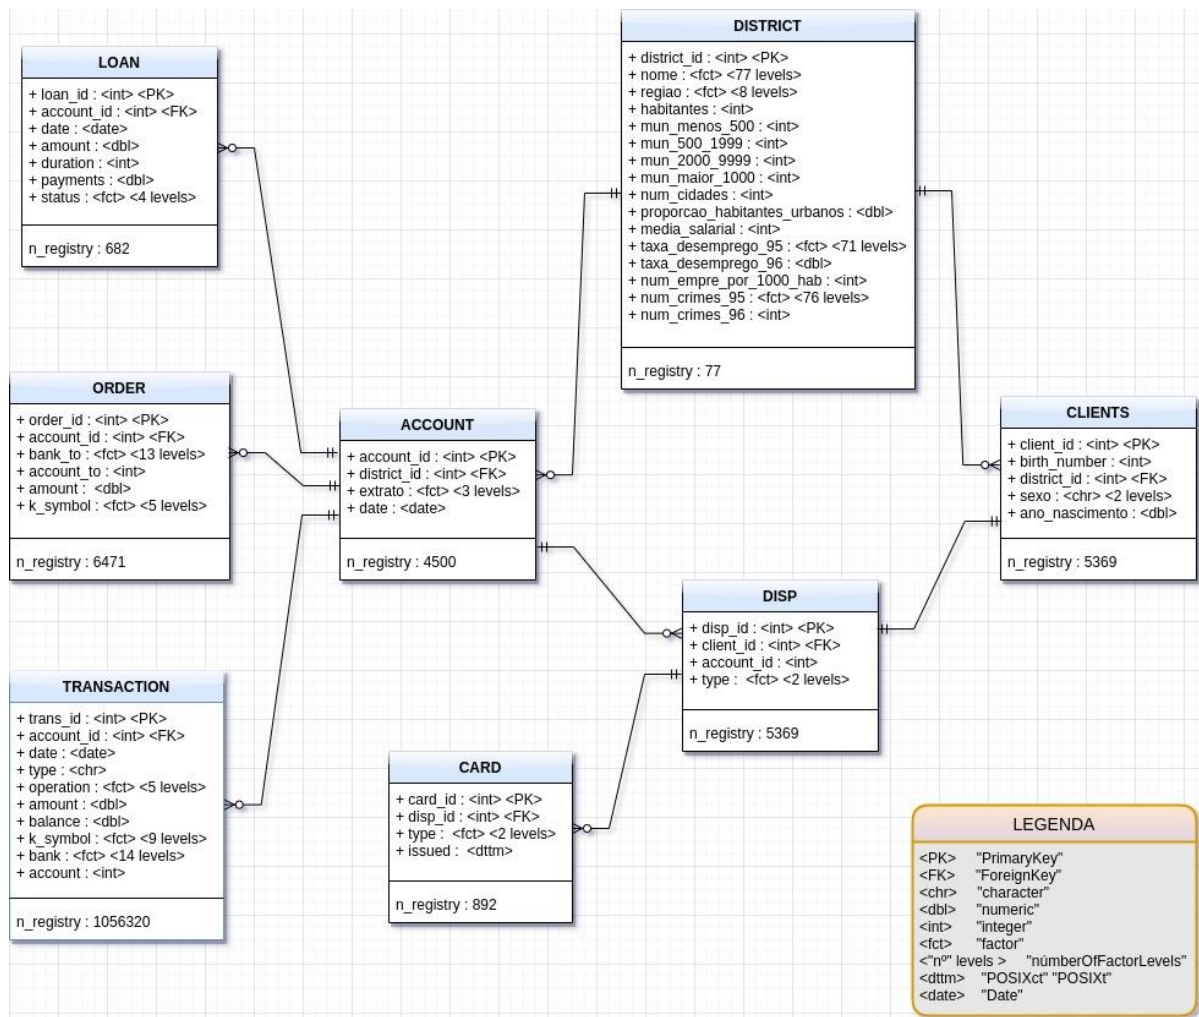 LOAN
+ loan_id : <int> <PK>
+ account_id : <int> <FK>
+ date : <date>
+ amount : <dbl>
+ duration : <int>
+ payments : <dbl>
+ status : <fct> <4 levels>
n_registry : 682
DISTRICT
+ district_id : <int> <PK>
+ nome : <fct> <77 levels>
+ regiao : <fct> <8 levels>
+ habitantes : <int>
+ mun_menos_500 : <int>
+ mun_500_1999 : <int>
+ mun_2000_9999 : <int>
+ mun_maior_1000 : <int>
+ num_cidades : <int>
+ proporcao_habitantes_urbanos : <dbl>
+ media_salarial : <int>
+ taxa_desemprego_95 : <fct> <71 levels>
+ taxa_desemprego_96 : <dbl>
+ num_empre_por_1000_hab : <int>
+ num_crimes_95 : <fct> <76 levels>
+ num_crimes_96 : <int>
n_registry : 77
ORDER
+ order_id : <int> <PK>
+ account_id : <int> <FK>
+ bank_to : <fct> <13 levels>
+ account_to : <int>
+ amount : <dbl>
+ k_symbol : <fct> <5 levels>
n_registry : 6471
ACCOUNT
+ account_id : <int> <PK>
+ district_id : <int> <FK>
+ extrato : <fct> <3 levels>
+ date : <date>
n_registry : 4500
CLIENTS
+ client_id : <int> <PK>
+ birth_number : <int>
+ district_id : <int> <FK>
+ sexo : <chr> <2 levels>
+ ano_nascimento : <dbl>
n_registry : 5369
DISP
+ disp_id : <int> <PK>
+ client_id : <int> <FK>
+ account_id : <int>
+ type : <fct> <2 levels>
n_registry : 5369
TRANSACTION
+ trans_id : <int> <PK>
+ account_id : <int> <FK>
+ date : <date>
+ type : <chr>
+ operation : <fct> <5 levels>
+ amount : <dbl>
+ balance : <dbl>
+ k_symbol : <fct> <9 levels>
+ bank : <fct> <14 levels>
+ account : <int>
n_registry : 1056320
CARD
+ card_id : <int> <PK>
+ disp_id : <int> <FK>
+ type : <fct> <2 levels>
+ issued : <dttm>
n_registry : 892
LEGENDA
<PK> "PrimaryKey"
<FK> "ForeignKey"
<chr> "character"
<dbl> "numeric"
<int> "integer"
<fct> "factor"
<"nº" levels > "númberOfFactorLevels"
<dttm> "POSIXct" "POSIXt"
<date> "Date"